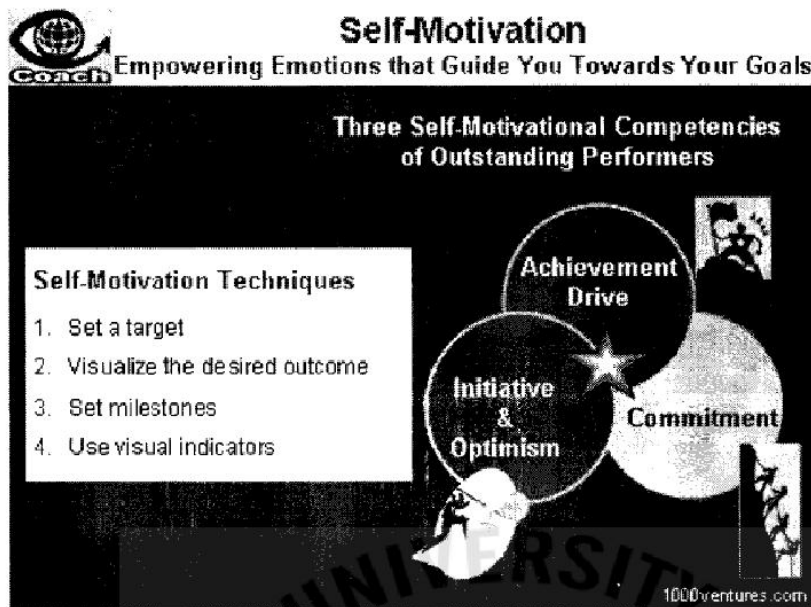 Self-Motivation
Coach
Empowering Emotions that Guide You Towards Your Goals
Three Self-Motivational Competencies
of Outstanding Performers
Self-Motivation Techniques
1. Set a target
2. Visualize the desired outcome
3. Set milestones
4. Use visual indicators
Achievement
Drive
Initiative
&
Optimism
Commitment
UNIVERSITY
1000ventures.com